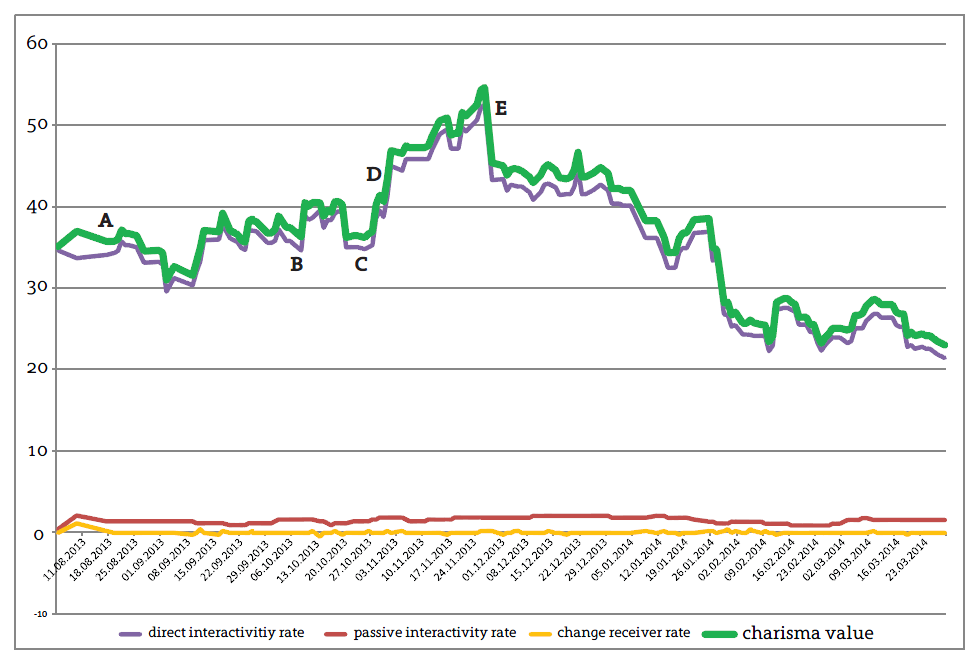 60
50
E
D
40
A
B
C
30
20
10
0
11.08.2013 18.08.2013 25.08.2013 01.09.2013 08.09.2013 15.09.2013 22.09.2013 29.09.2013 06.10.2013 13.10.2013 20.10.2013 27.10.2013 03.11.2013 10.11.2013 17.11.2013 24.11.2013 01.12.2013 08.12.2013 15.12.2013 22.12.2013 29.12.2013 05.01.2014 12.01.2014 19.01.2014 26.01.2014 02.02.2014 09.02.2014 16.02.2014 23.02.2014 02.03.2014 09.03.2014 16.03.2014 23.03.2014
-10
direct interactivitiy rate passive interactivity rate change receiver rate charisma value